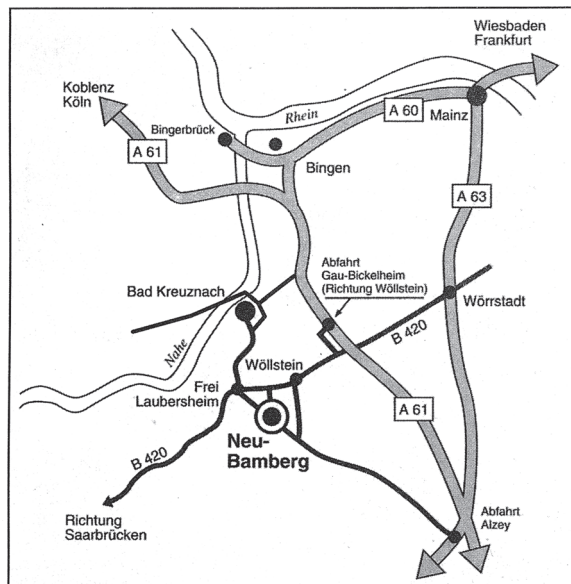 Wiesbaden
Frankfurt
Koblenz
Köln
Rhein
A 60
Mainz
Bingerbrück
A 61
Bingen
A 63
Abfahrt
Gau-Bickelheim
(Richtung Wöllstein)
Bad Kreuznach
Wörrstadt
B 420
Nahe
Wöllstein
Frei
Laubersheim
A 61
Neu-
Bamberg
B 420
Richtung
Saarbrücken
Abfahrt
Alzey